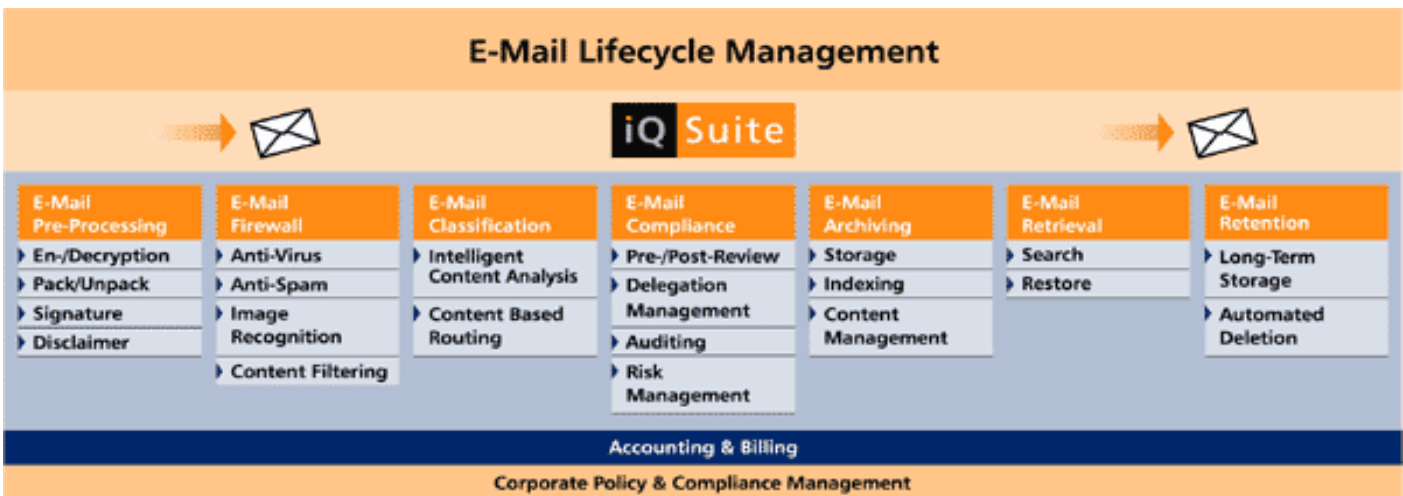 E-Mail Lifecycle Management
iQ Suite
E-Mail
Pre-Processing
En-/Decryption
Pack/Unpack
Signature
Disclaimer
E-Mail
Firewall
Anti-Virus
Anti-Spam
Image
Recognition
Content Filtering
E-Mail
Classification
Intelligent
Content Analysis
Content Based
Routing
E-Mail
Compliance
Pre-/Post-Review
Delegation
Management
Auditing
Risk
Management
E-Mail
Archiving
Storage
Indexing
Content
Management
E-Mail
Retrieval
Search
Restore
E-Mail
Retention
Long-Term
Storage
Automated
Deletion
Accounting & Billing
Corporate Policy & Compliance Management